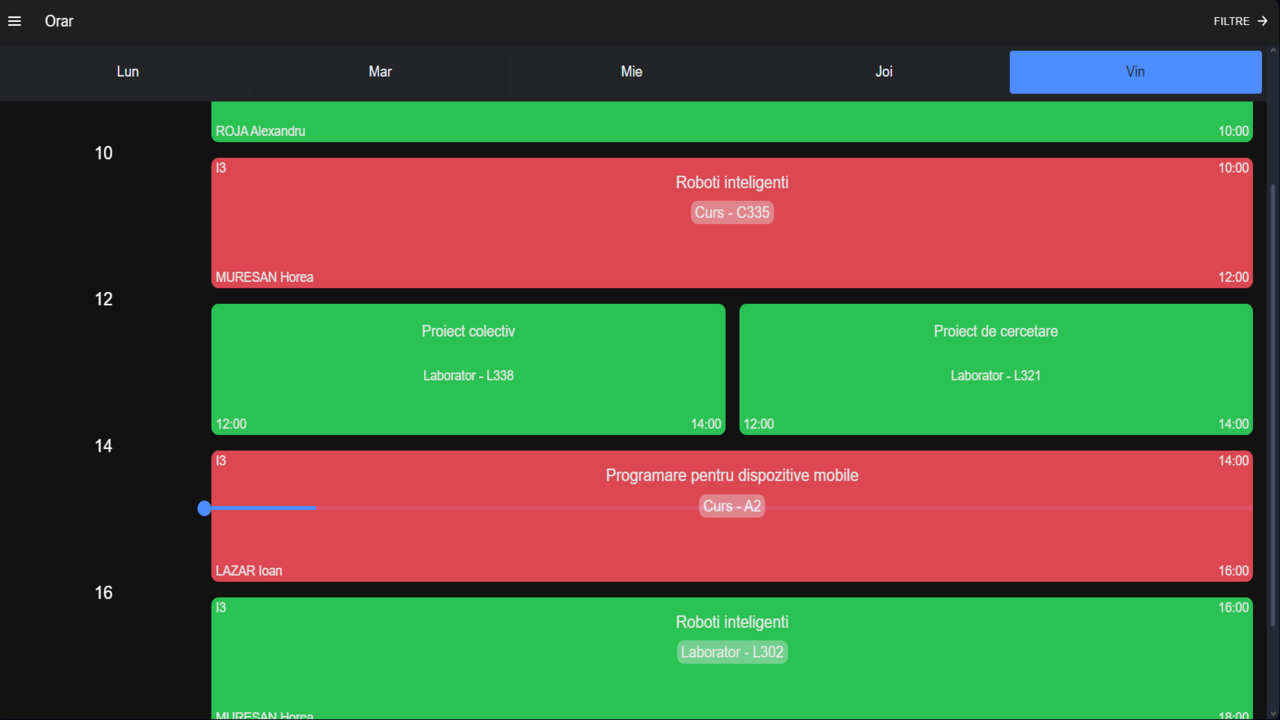 Orar
FILTRE
Lun
Mar
Mie
Joi
Vin
ROJA Alexandru
10:00
10
I3
10:00
Roboti inteligenti
Curs - C335
MURESAN Horea
12:00
12
Proiect colectiv
Laborator - L338
12:00
14:00
Proiect de cercetare
Laborator - L321
12:00
14:00
14
I3
14:00
Programare pentru dispozitive mobile
Curs - A2
LAZAR Ioan
16:00
16
I3
16:00
Roboti inteligenti
Laborator - L302
MURESAN Horea
18:00